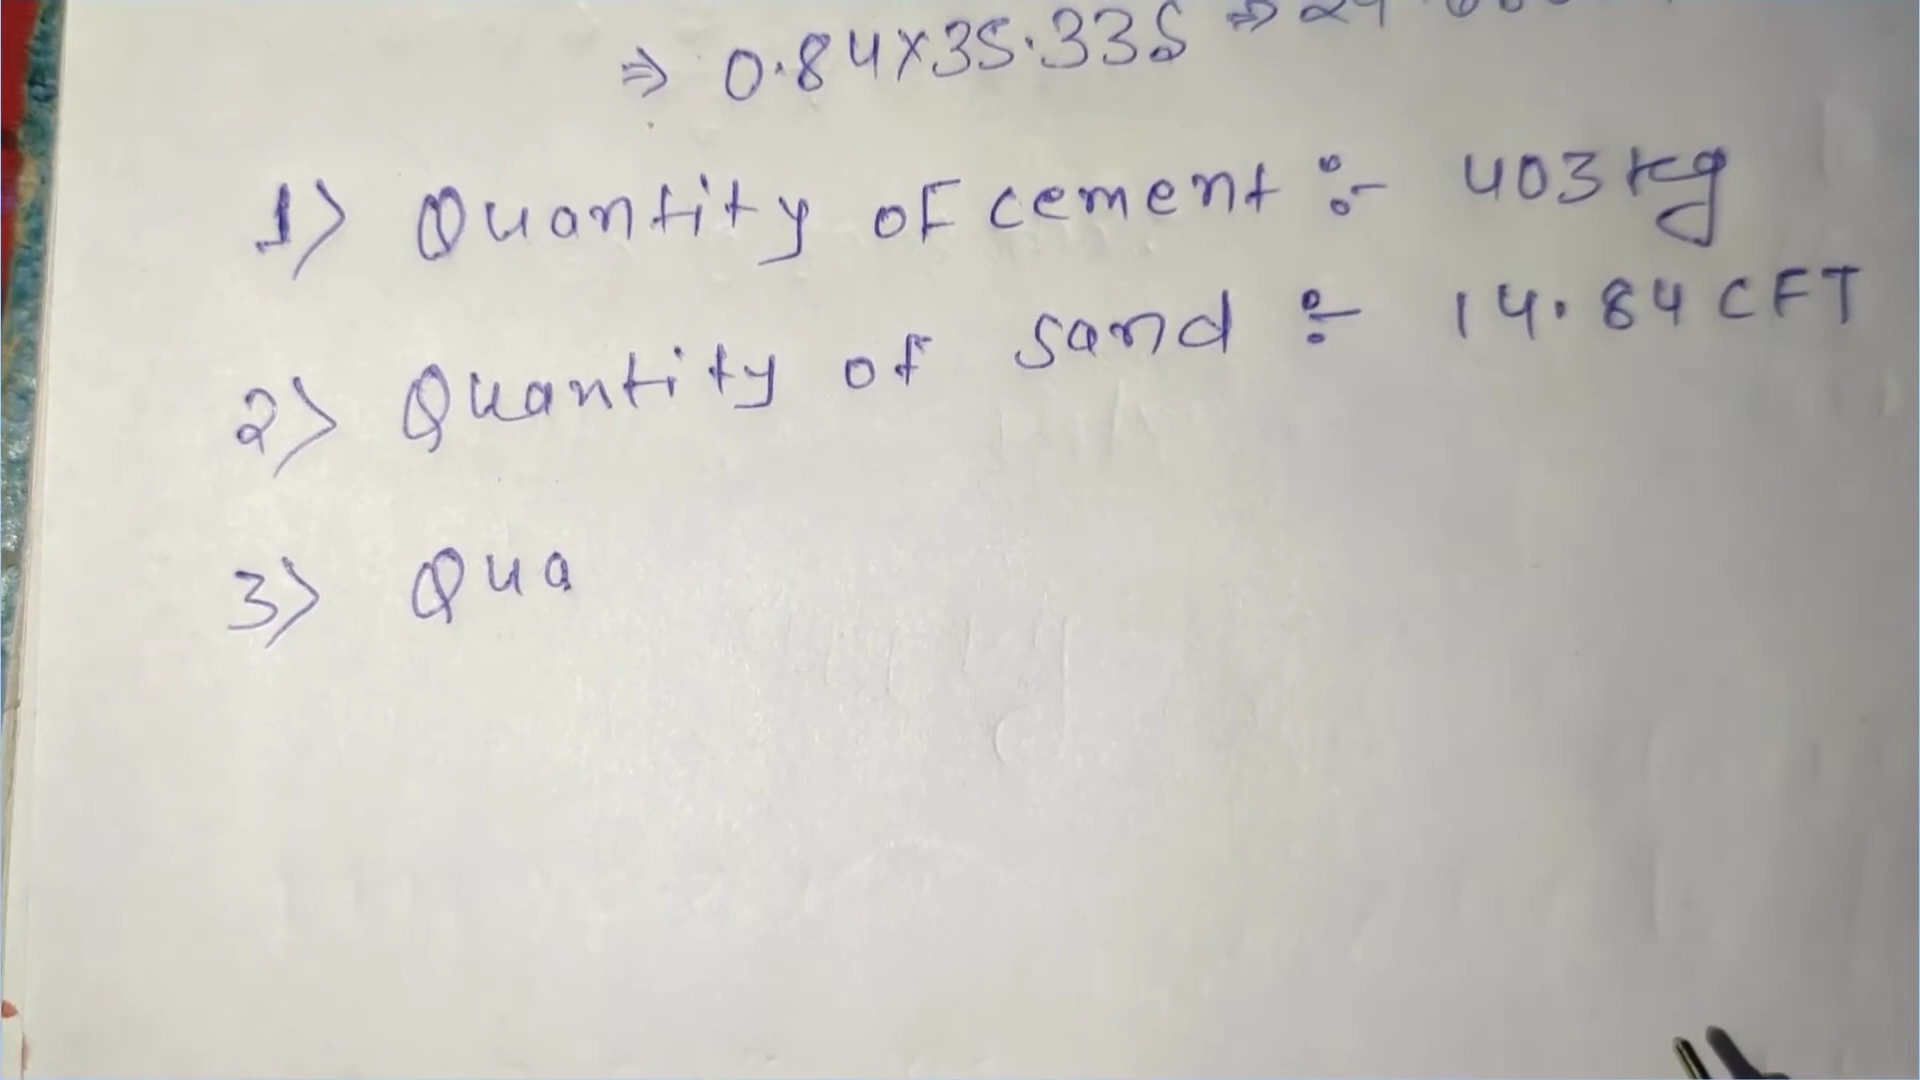 ⇒ 0.84×35.335 ⇒
1) Quantity of cement :- 403 kg
2) Quantity of sand :- 14.84 CFT
3) Qua